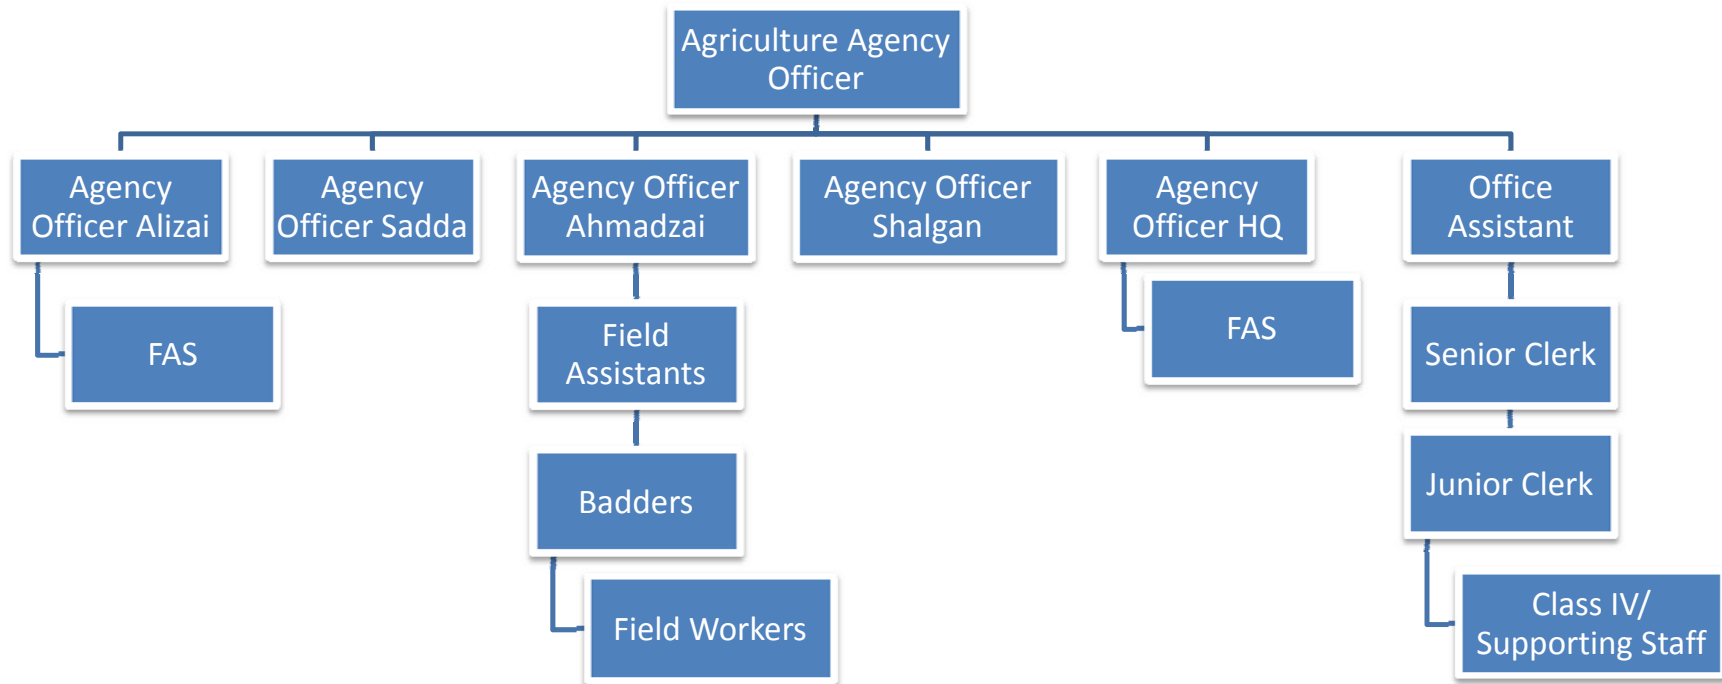 Agriculture Agency
Officer
Agency
Officer Alizai
Agency
Officer Sadda
Agency Officer
Ahmadzai
Agency Officer
Shalgan
Agency
Officer HQ
Office
Assistant
FAS
Field
Assistants
FAS
Senior Clerk
Badders
Junior Clerk
Field Workers
Class IV/
Supporting Staff